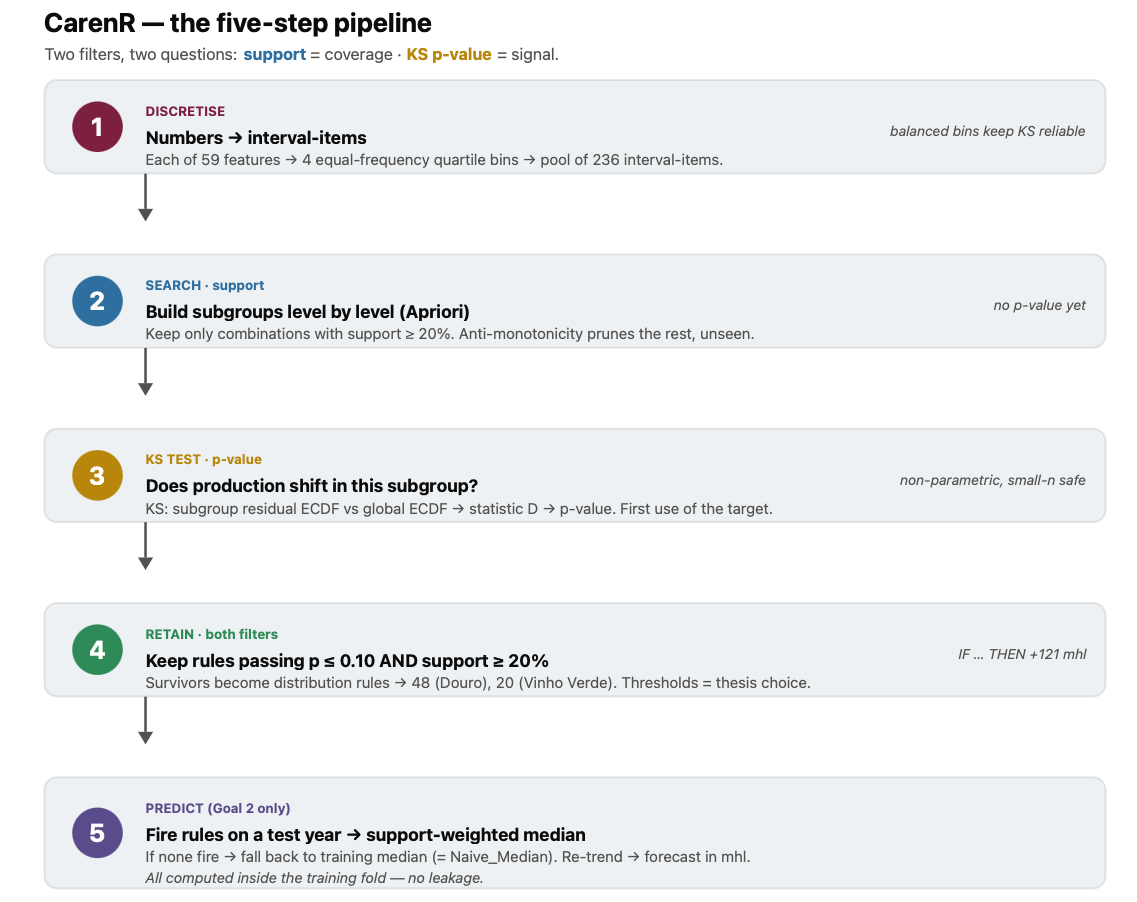 CarenR — the five-step pipeline
Two filters, two questions: support = coverage · KS p-value = signal.
1
DISCRETISE
Numbers → interval-items
balanced bins keep KS reliable
Each of 59 features → 4 equal-frequency quartile bins → pool of 236 interval-items.
2
SEARCH · support
Build subgroups level by level (Apriori)
no p-value yet
Keep only combinations with support ≥ 20%. Anti-monotonicity prunes the rest, unseen.
3
KS TEST · p-value
Does production shift in this subgroup?
non-parametric, small-n safe
KS: subgroup residual ECDF vs global ECDF → statistic D → p-value. First use of the target.
4
RETAIN · both filters
Keep rules passing p ≤ 0.10 AND support ≥ 20%
IF ... THEN +121 mhl
Survivors become distribution rules → 48 (Douro), 20 (Vinho Verde). Thresholds = thesis choice.
5
PREDICT (Goal 2 only)
Fire rules on a test year → support-weighted median
If none fire → fall back to training median (= Naive_Median). Re-trend → forecast in mhl.
All computed inside the training fold — no leakage.